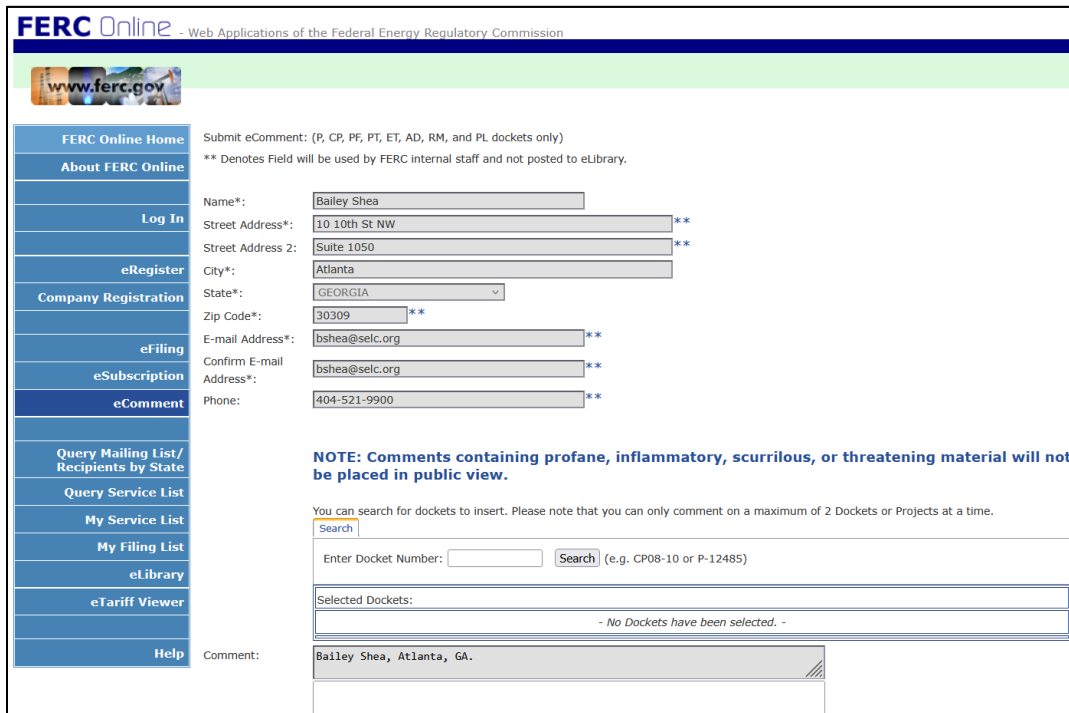 FERC Online - Web Applications of the Federal Energy Regulatory Commission
www.ferc.gov
FERC Online Home
About FERC Online
Log In
eRegister
Company Registration
eFiling
eSubscription
eComment
Query Mailing List/
Recipients by State
Query Service List
My Service List
My Filing List
eLibrary
eTariff Viewer
Help
Submit eComment: (P, CP, PF, PT, ET, AD, RM, and PL dockets only)
** Denotes Field will be used by FERC internal staff and not posted to eLibrary.
Name*: Bailey Shea
Street Address*: 10 10th St NW **
Street Address 2: Suite 1050 **
City*: Atlanta
State*: GEORGIA
Zip Code*: 30309 **
E-mail Address*: bshea@selc.org **
Confirm E-mail
Address*: bshea@selc.org **
Phone: 404-521-9900 **
NOTE: Comments containing profane, inflammatory, scurrilous, or threatening material will not
be placed in public view.
You can search for dockets to insert. Please note that you can only comment on a maximum of 2 Dockets or Projects at a time.
Search
Enter Docket Number: Search (e.g. CP08-10 or P-12485)
Selected Dockets:
- No Dockets have been selected. -
Comment: Bailey Shea, Atlanta, GA.